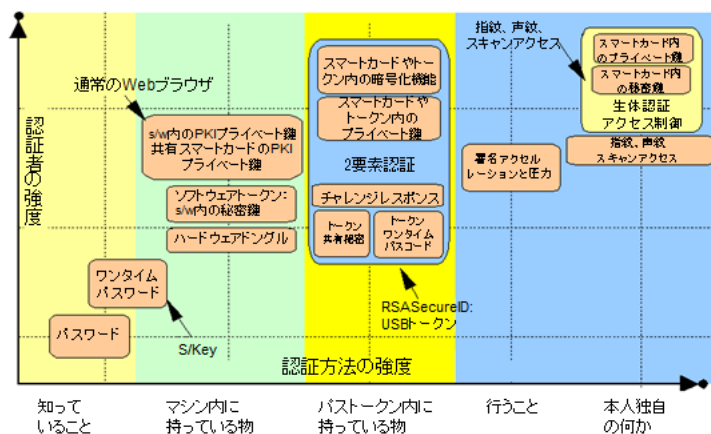 指紋、声紋、
スキャンアクセス
スマートカード内
のプライベート鍵
スマートカード内
の秘密鍵
生体認証
アクセス制御
スマートカードやトー
クン内の暗号化機能
スマートカードや
トークン内の
プライベート鍵
通常のWebブラウザ
s/w内のPKIプライベート鍵
共有スマートカードのPKI
プライベート鍵
2要素認証
署名アクセル
レーションと圧力
指紋、声紋
スキャンアクセス
認証者の強度
ソフトウェアトークン:
s/w内の秘密鍵
チャレンジレスポンス
ハードウェアドングル
トークン
共有秘密
トークン
ワンタイム
パスコード
ワンタイム
パスワード
RSASecureID:
USBトークン
パスワード
S/Key
認証方法の強度
知って
いること
マシン内に
持っている物
パストークン内に
持っている物
行うこと
本人独自
の何か